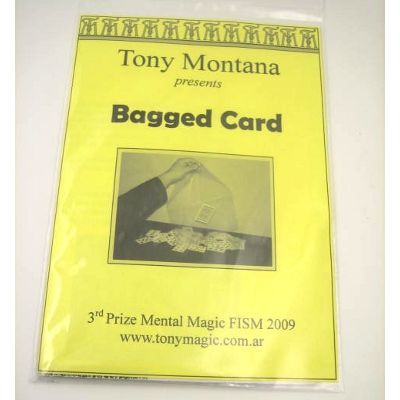 Tony Montana
presents
Bagged Card
3rd Prize Mental Magic FISM 2009
www.tonymagic.com.ar